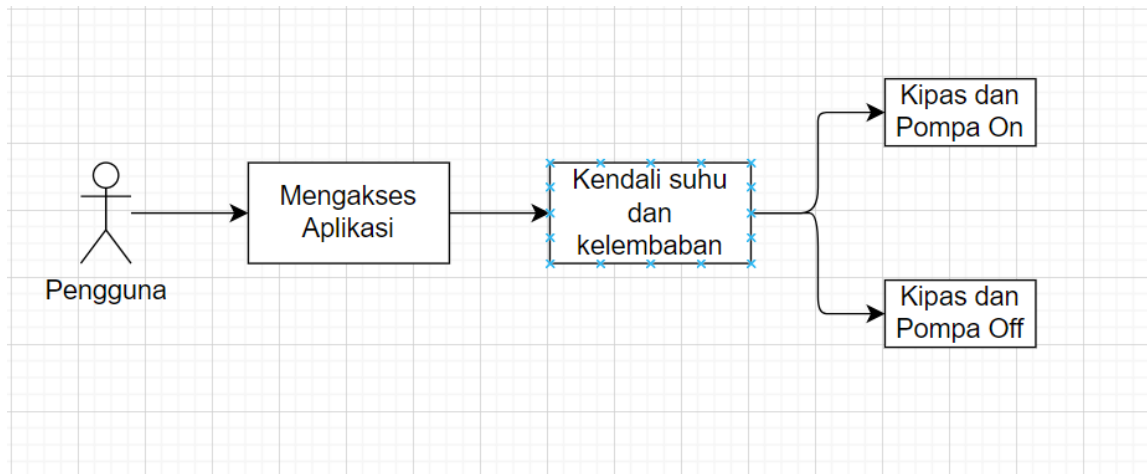 Pengguna
Mengakses
Aplikasi
Kendali suhu
dan
kelembaban
Kipas dan
Pompa On
Kipas dan
Pompa Off